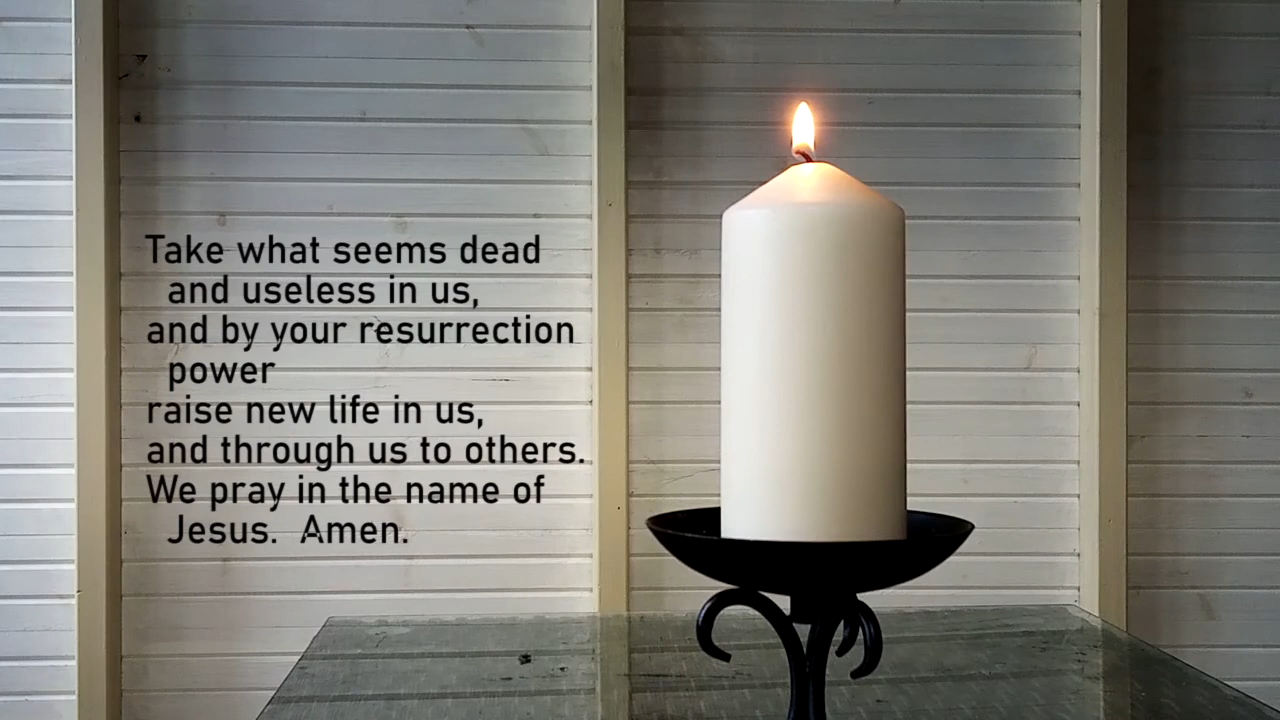 Take what seems dead
and useless in us,
and by your resurrection
power
raise new life in us,
and through us to others.
We pray in the name of
Jesus.  Amen.